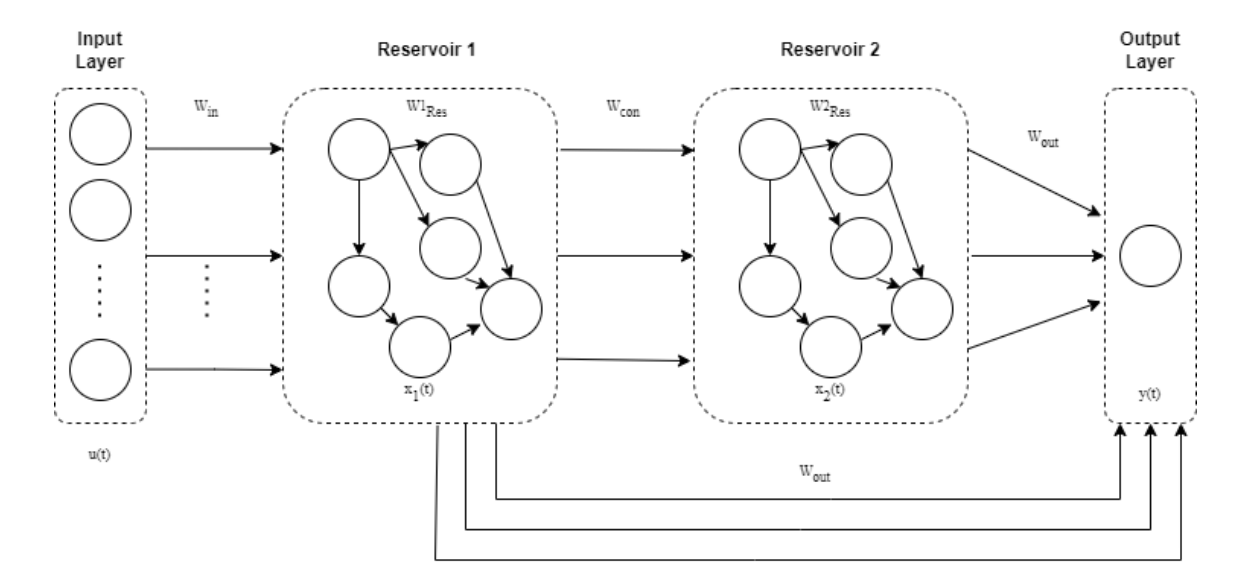 Input
Layer
Reservoir 1
Reservoir 2
Output
Layer
W_in
W1_Res
W_con
W2_Res
W_out
x_1(t)
x_2(t)
y(t)
u(t)
W_out